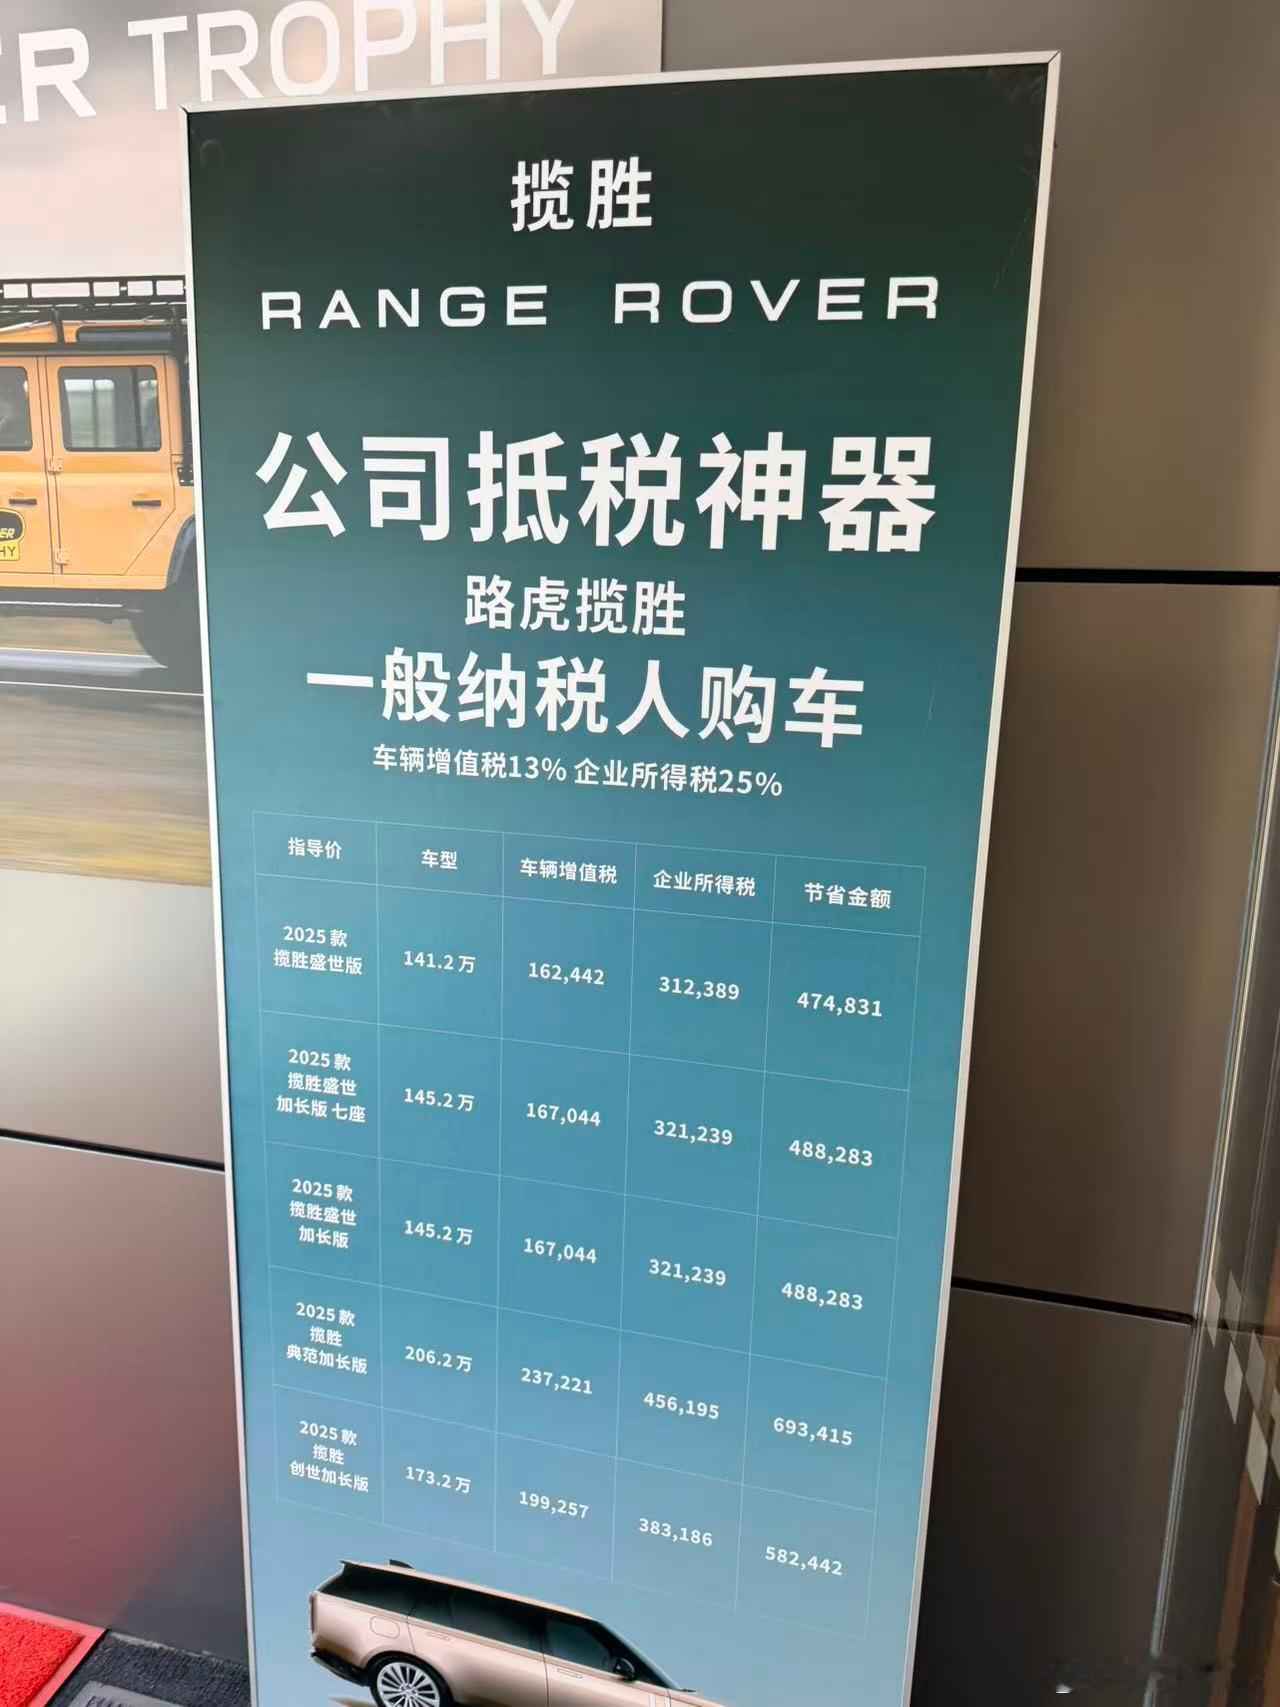 ER TROPHY
揽胜
RANGE ROVER
公司抵税神器
路虎揽胜
一般纳税人购车
车辆增值税13% 企业所得税25%
指导价 车型 车辆增值税 企业所得税 节省金额
2025款
揽胜盛世版
141.2万 162,442 312,389 474,831
2025款
揽胜盛世
加长版 七座
145.2万 167,044 321,239 488,283
2025款
揽胜盛世
加长版
145.2万 167,044 321,239 488,283
2025款
揽胜
典范加长版
206.2万 237,221 456,195 693,415
2025款
揽胜
创世加长版
173.2万 199,257 383,186 582,442